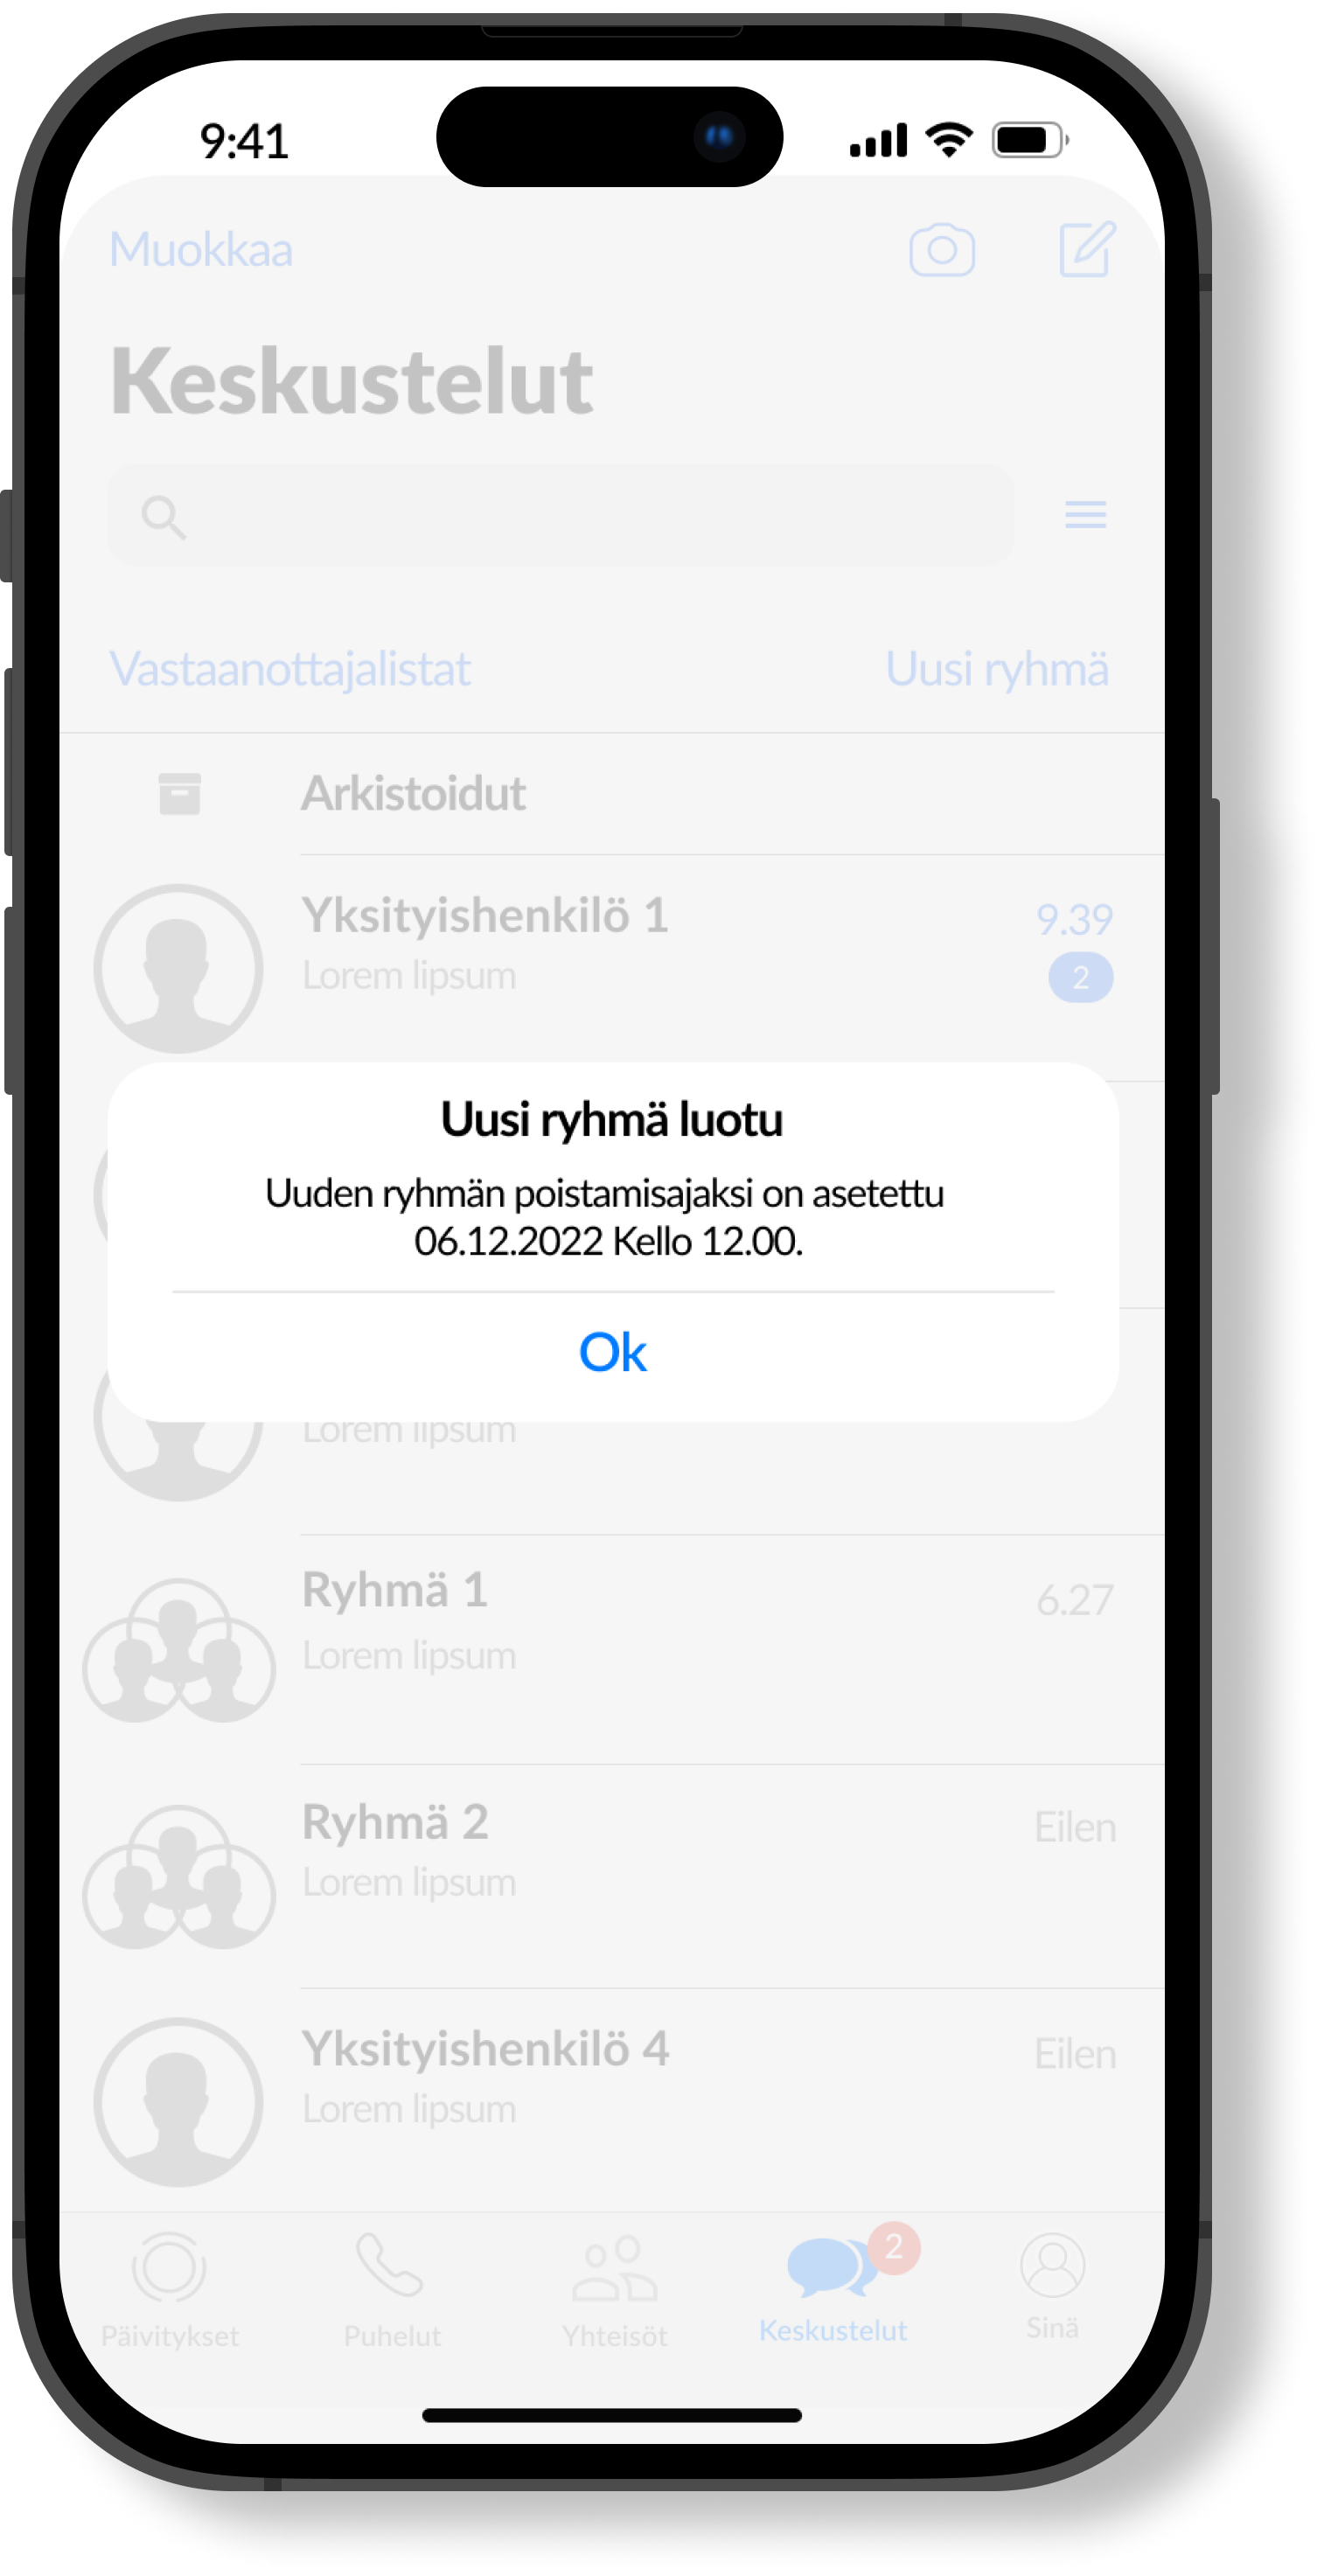 9:41
Muokkaa
Keskustelut
Vastaanottajalistat Uusi ryhmä
Arkistoidut
Yksityishenkilö 1 9.39
Lorem lipsum 2
Uusi ryhmä luotu
Uuden ryhmän poistamisajaksi on asetettu
06.12.2022 Kello 12.00.
Ok
Lorem lipsum
Ryhmä 1 6.27
Lorem lipsum
Ryhmä 2 Eilen
Lorem lipsum
Yksityishenkilö 4 Eilen
Lorem lipsum
2
Päivitykset Puhelut Yhteisöt Keskustelut Sinä